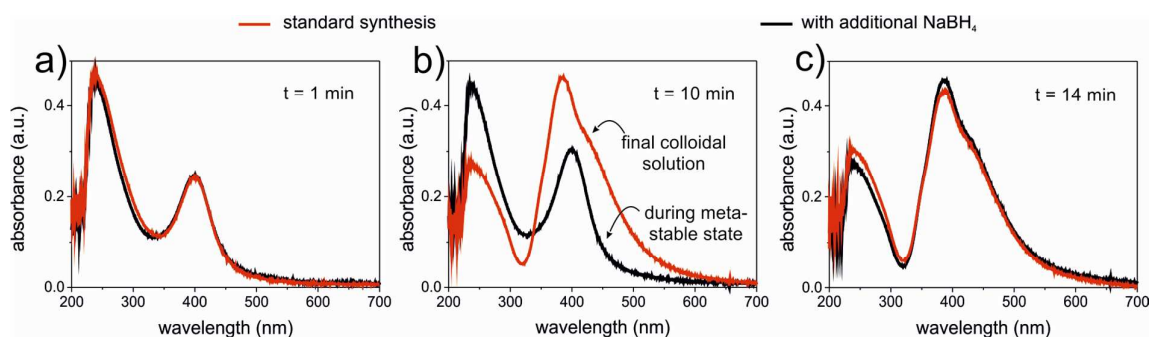 standard synthesis
with additional NaBH₄
a)
t = 1 min
absorbance (a.u.)
0.4
0.2
0.0
200 300 400 500 600 700
wavelength (nm)
b)
t = 10 min
final colloidal
solution
during meta-
stable state
absorbance (a.u.)
0.4
0.2
0.0
200 300 400 500 600 700
wavelength (nm)
c)
t = 14 min
absorbance (a.u.)
0.4
0.2
0.0
200 300 400 500 600 700
wavelength (nm)